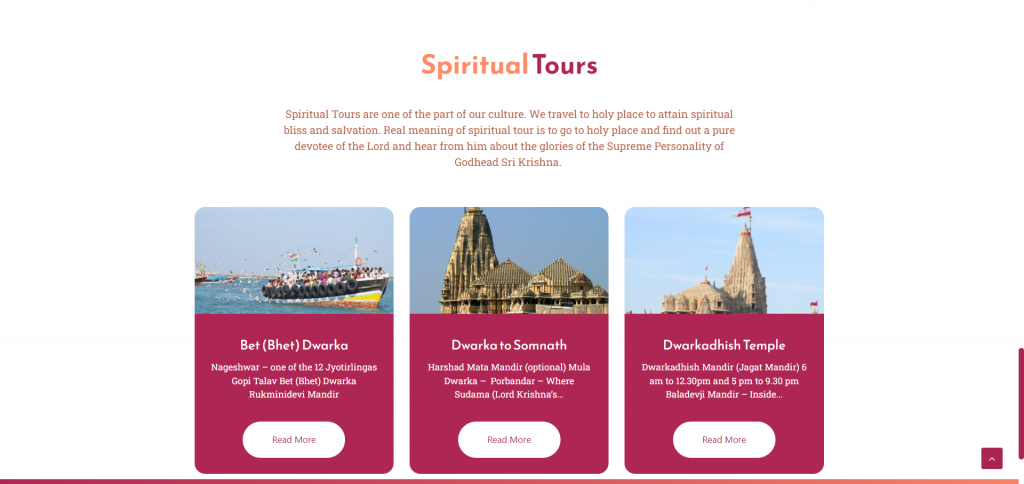 Spiritual Tours
Spiritual Tours are one of the part of our culture. We travel to holy place to attain spiritual
bliss and salvation. Real meaning of spiritual tour is to go to holy place and find out a pure
devotee of the Lord and hear from him about the glories of the Supreme Personality of
Godhead Sri Krishna.
Bet (Bhet) Dwarka
Nageshwar – one of the 12 Jyotirlingas
Gopi Talav Bet (Bhet) Dwarka
Rukminidevi Mandir
Read More
Dwarka to Somnath
Harshad Mata Mandir (optional) Mula
Dwarka –  Porbandar – Where
Sudama (Lord Krishna's...
Read More
Dwarkadhish Temple
Dwarkadhish Mandir (Jagat Mandir) 6
am to 12.30pm and 5 pm to 9.30 pm
Baladevji Mandir – Inside...
Read More